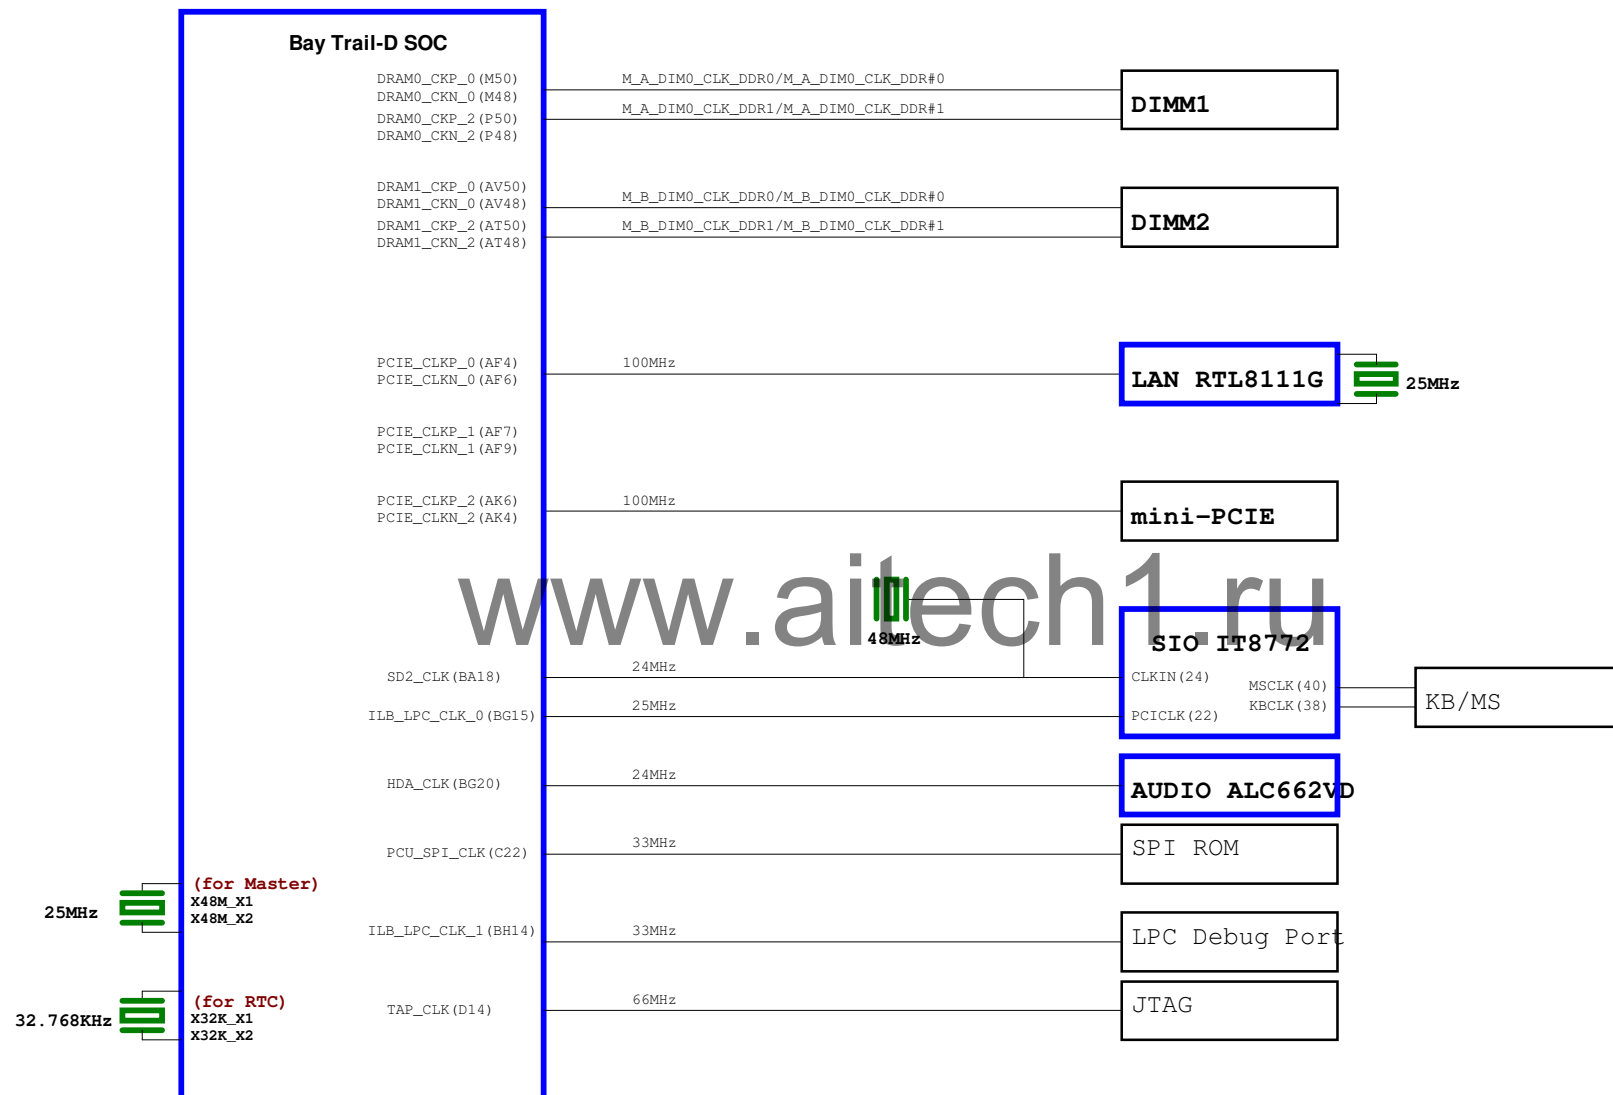 Bay Trail-D SOC
DRAM0_CKP_0(M50)
DRAM0_CKN_0(M48)
DRAM0_CKP_2(P50)
DRAM0_CKN_2(P48)
M_A_DIM0_CLK_DDR0/M_A_DIM0_CLK_DDR#0
M_A_DIM0_CLK_DDR1/M_A_DIM0_CLK_DDR#1
DIMM1
DRAM1_CKP_0(AV50)
DRAM1_CKN_0(AV48)
DRAM1_CKP_2(AT50)
DRAM1_CKN_2(AT48)
M_B_DIM0_CLK_DDR0/M_B_DIM0_CLK_DDR#0
M_B_DIM0_CLK_DDR1/M_B_DIM0_CLK_DDR#1
DIMM2
PCIE_CLKP_0(AF4)
PCIE_CLKN_0(AF6)
100MHz
LAN RTL8111G
25MHz
PCIE_CLKP_1(AF7)
PCIE_CLKN_1(AF9)
PCIE_CLKP_2(AK6)
PCIE_CLKN_2(AK4)
100MHz
mini-PCIE
www.aitech1.ru
48MHz
SIO IT8772
SD2_CLK(BA18)
24MHz
CLKIN(24)
MSCLK(40)
KBCLK(38)
KB/MS
ILB_LPC_CLK_0(BG15)
25MHz
PCICLK(22)
HDA_CLK(BG20)
24MHz
AUDIO ALC662VD
PCU_SPI_CLK(C22)
33MHz
SPI ROM
25MHz
(for Master)
X48M_X1
X48M_X2
ILB_LPC_CLK_1(BH14)
33MHz
LPC Debug Port
32.768KHz
(for RTC)
X32K_X1
X32K_X2
TAP_CLK(D14)
66MHz
JTAG